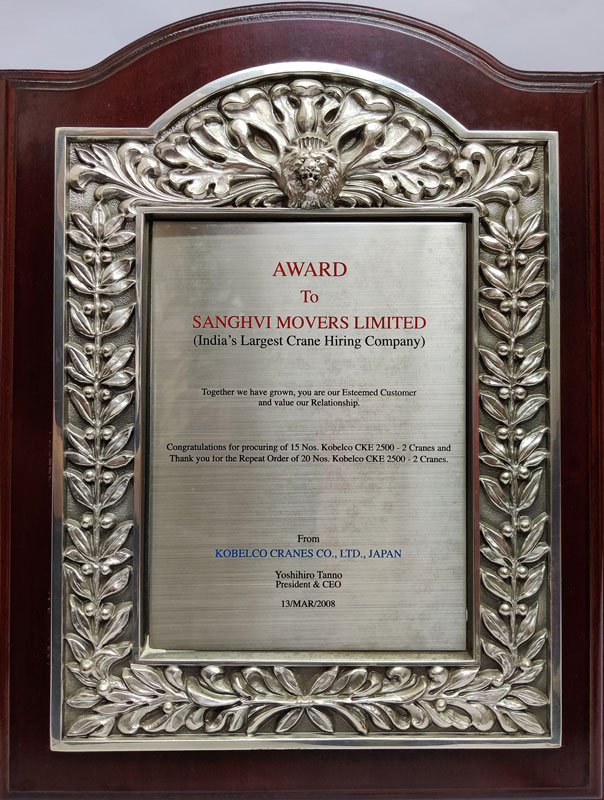 AWARD
To
SANGHVI MOVERS LIMITED
(India's Largest Crane Hiring Company)
Together we have grown, you are our Esteemed Customer
and value our Relationship.
Congratulations for procuring of 15 Nos. Kobelco CKE 2500 - 2 Cranes and
Thank you for the Repeat Order of 20 Nos. Kobelco CKE 2500 - 2 Cranes.
From
KOBELCO CRANES CO., LTD., JAPAN
Yoshihiro Tanno
President & CEO
13/MAR/2008